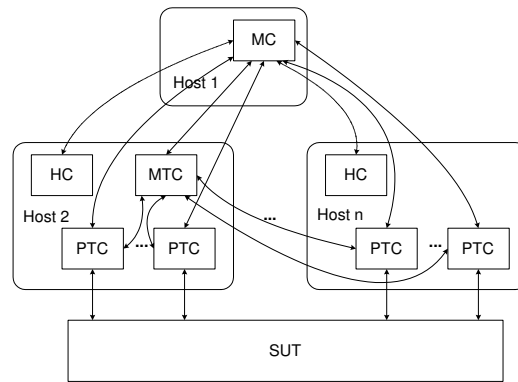 MC
Host 1
HC
MTC
HC
Host 2
...
Host n
PTC
...
PTC
PTC
...
PTC
SUT